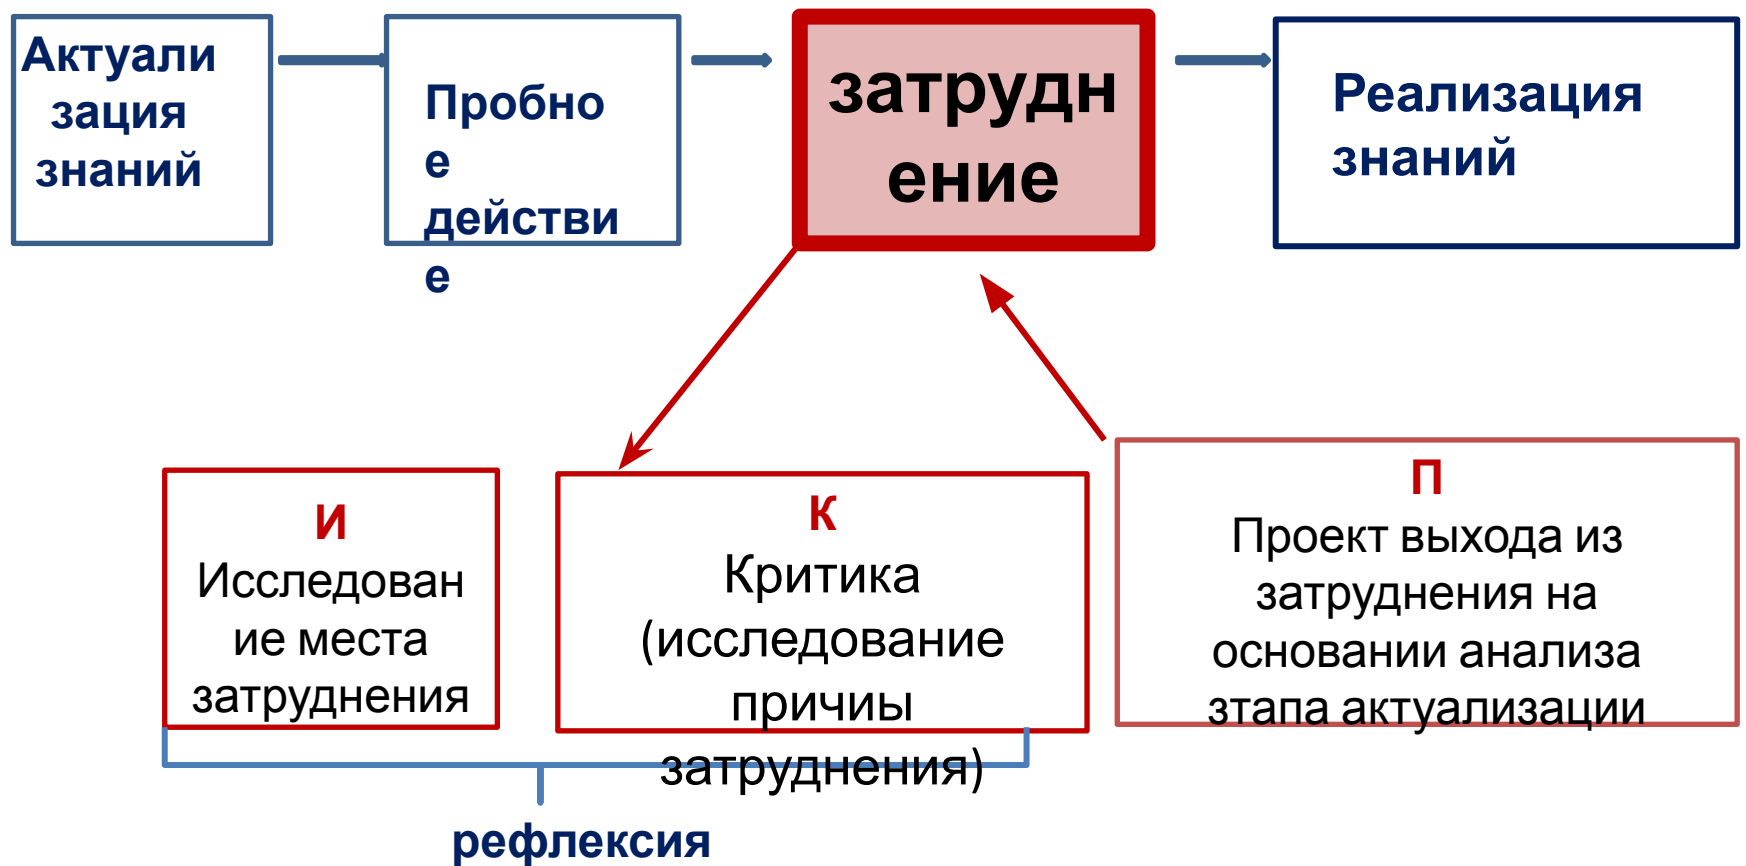 Актуали
зация
знаний
Пробно
е
действи
е
затрудн
ение
Реализация
знаний
И
Исследован
ие места
затруднения
К
Критика
(исследование
причиы
затруднения)
П
Проект выхода из
затруднения на
основании анализа
зтапа актуализации
рефлексия